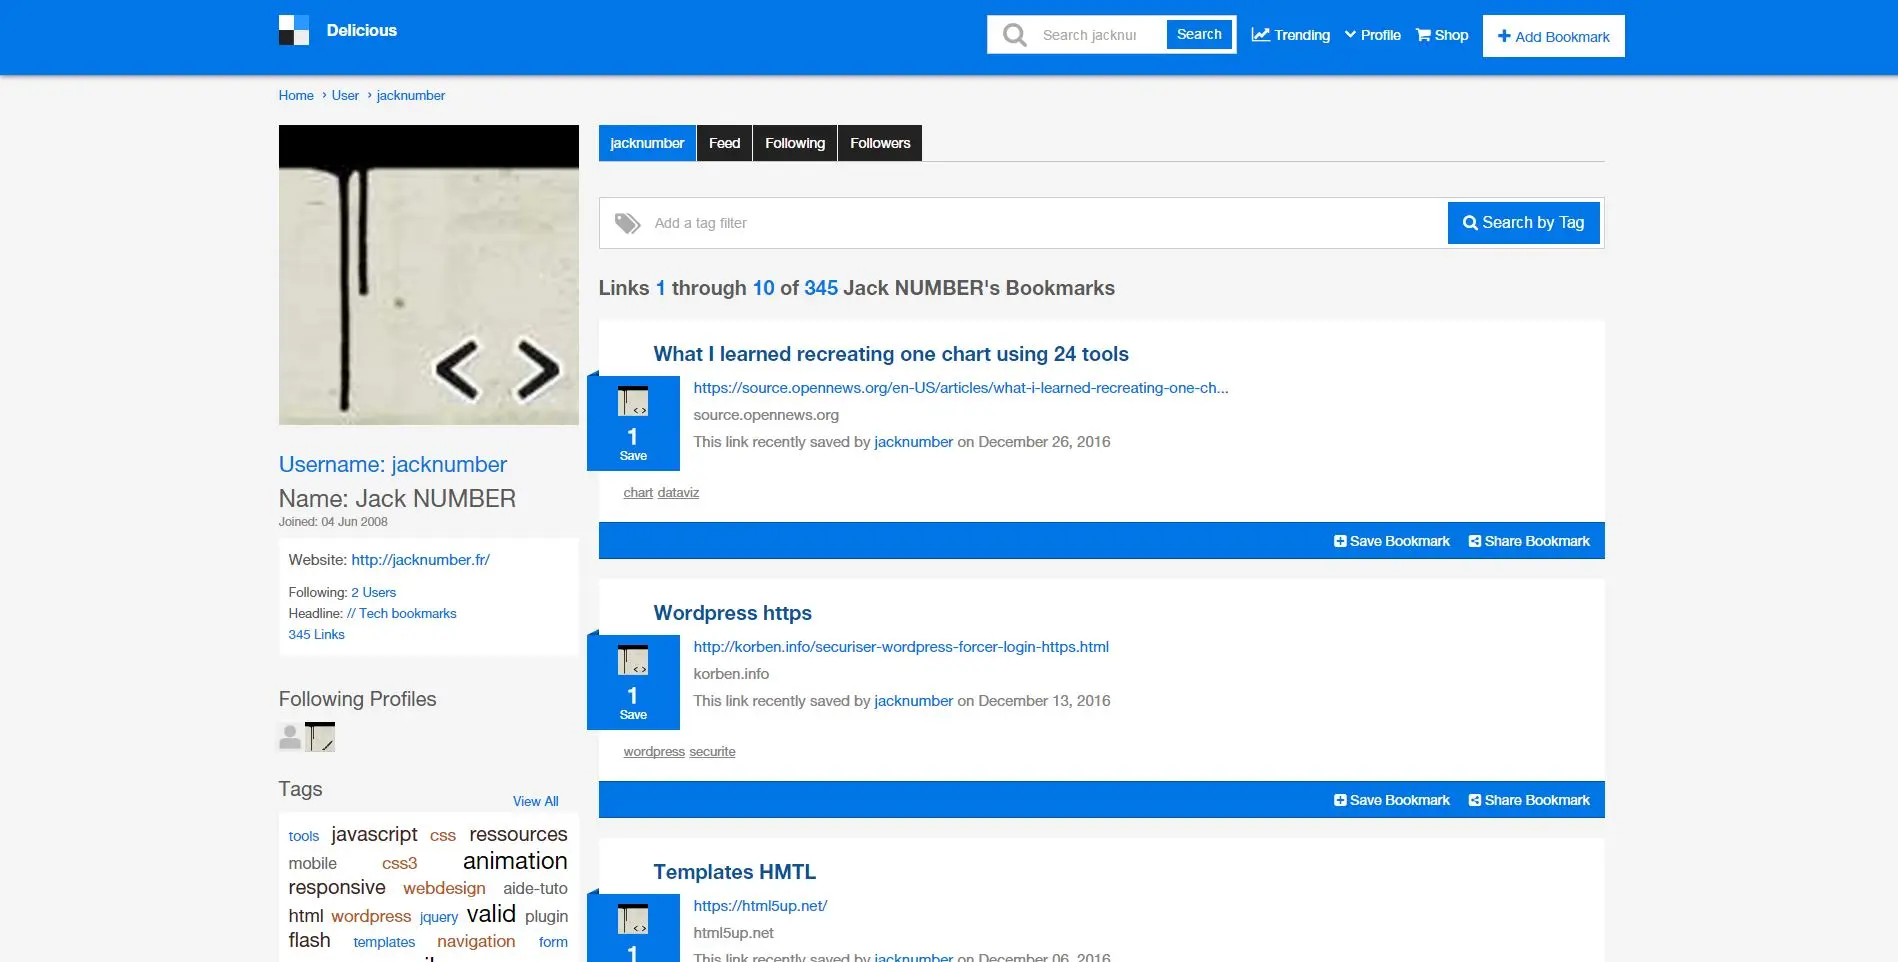 Delicious
Search jacknur
Search
Trending
Profile
Shop
Add Bookmark
Home › User › jacknumber
jacknumber
Feed
Following
Followers
Add a tag filter
Search by Tag
Links 1 through 10 of 345 Jack NUMBER's Bookmarks
Username: jacknumber
Name: Jack NUMBER
Joined: 04 Jun 2008
Website: http://jacknumber.fr/
Following: 2 Users
Headline: // Tech bookmarks
345 Links
Following Profiles
Tags
View All
tools javascript css ressources
mobile css3 animation
responsive webdesign aide-tuto
html wordpress jquery valid plugin
flash templates navigation form
What I learned recreating one chart using 24 tools
https://source.opennews.org/en-US/articles/what-i-learned-recreating-one-ch...
source.opennews.org
This link recently saved by jacknumber on December 26, 2016
1
Save
chart dataviz
Save Bookmark
Share Bookmark
Wordpress https
http://korben.info/securiser-wordpress-forcer-login-https.html
korben.info
This link recently saved by jacknumber on December 13, 2016
1
Save
wordpress securite
Save Bookmark
Share Bookmark
Templates HMTL
https://html5up.net/
html5up.net
This link recently saved by jacknumber on December 06, 2016
1